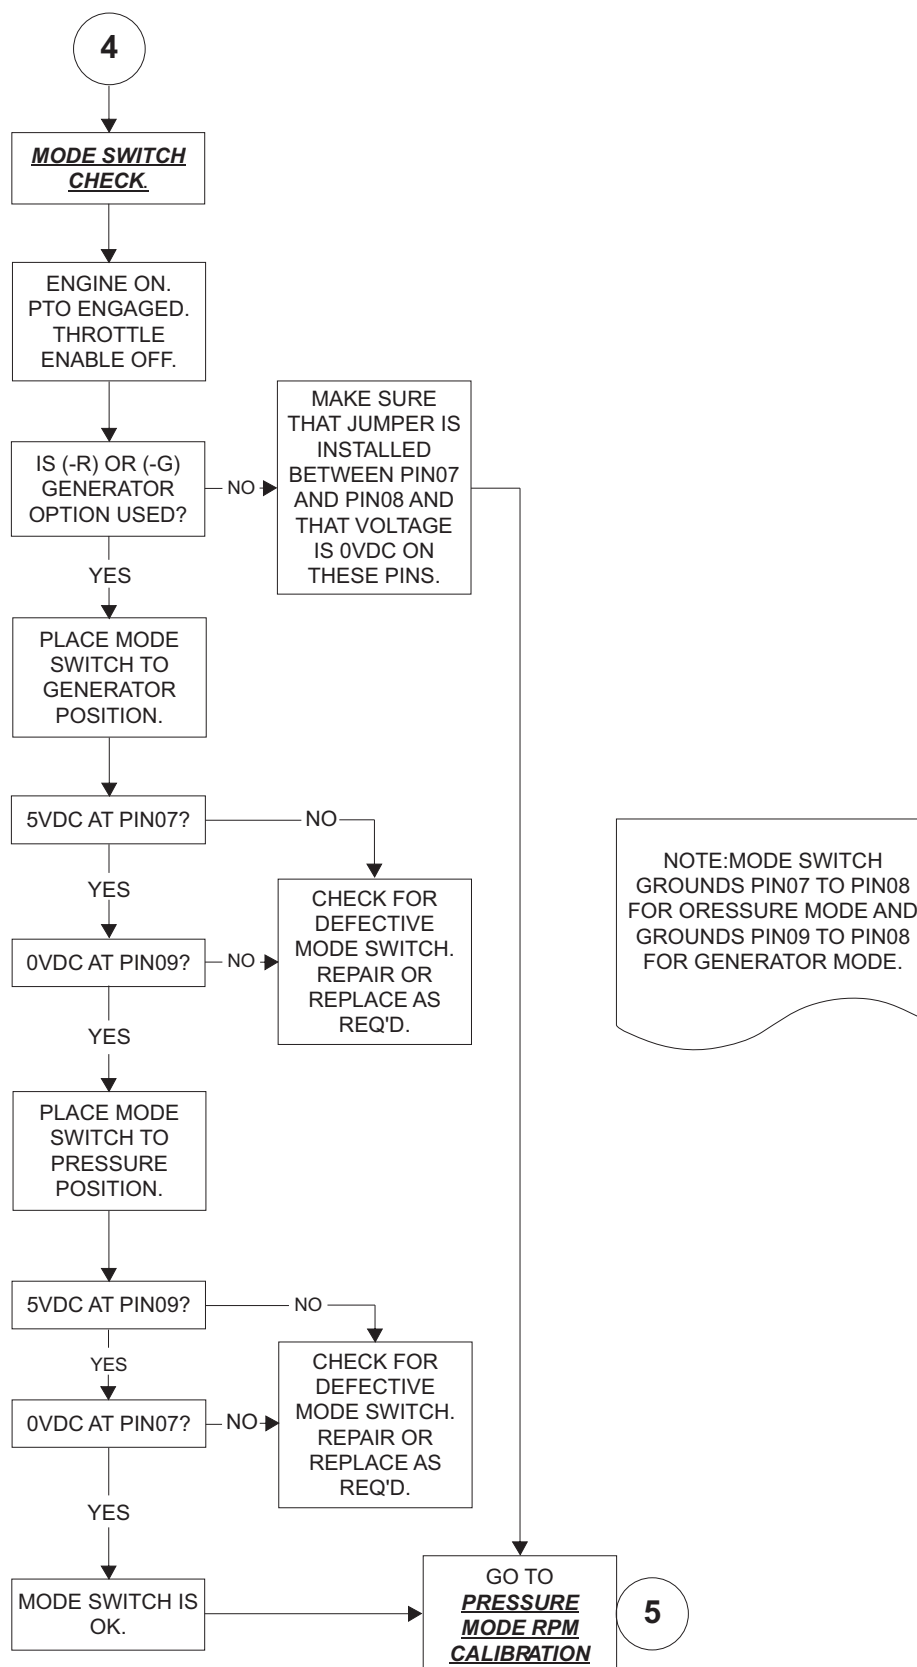 4
MODE SWITCH
CHECK.
ENGINE ON.
PTO ENGAGED.
THROTTLE
ENABLE OFF.
IS (-R) OR (-G)
GENERATOR
OPTION USED?
NO
MAKE SURE
THAT JUMPER IS
INSTALLED
BETWEEN PIN07
AND PIN08 AND
THAT VOLTAGE
IS 0VDC ON
THESE PINS.
YES
PLACE MODE
SWITCH TO
GENERATOR
POSITION.
5VDC AT PIN07?
NO
YES
0VDC AT PIN09?
NO
CHECK FOR
DEFECTIVE
MODE SWITCH.
REPAIR OR
REPLACE AS
REQ'D.
NOTE:MODE SWITCH
GROUNDS PIN07 TO PIN08
FOR ORESSURE MODE AND
GROUNDS PIN09 TO PIN08
FOR GENERATOR MODE.
YES
PLACE MODE
SWITCH TO
PRESSURE
POSITION.
5VDC AT PIN09?
NO
YES
0VDC AT PIN07?
NO
CHECK FOR
DEFECTIVE
MODE SWITCH.
REPAIR OR
REPLACE AS
REQ'D.
YES
MODE SWITCH IS
OK.
GO TO
PRESSURE
MODE RPM
CALIBRATION
5